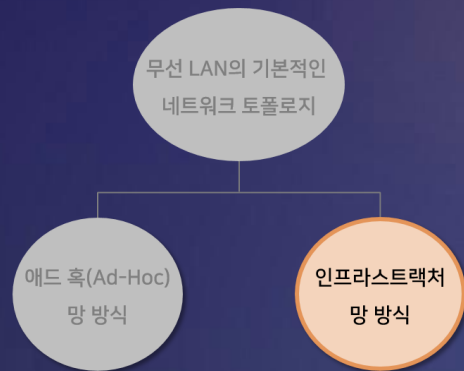 무선 LAN의 기본적인
네트워크 토폴로지
애드 혹(Ad-Hoc)
망 방식
인프라스트랙처
망 방식